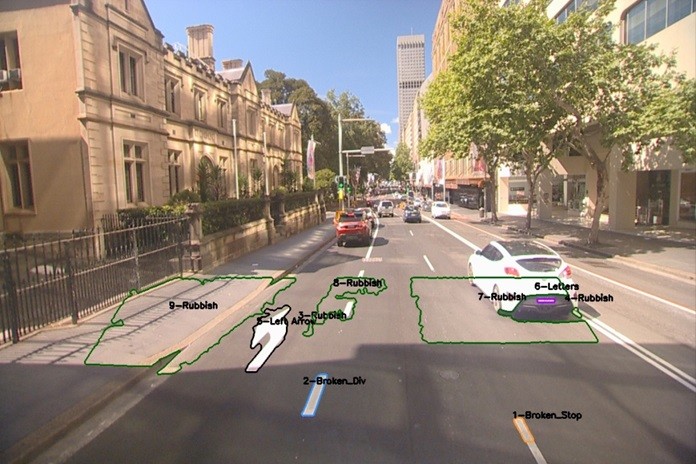 8-Rubbish
6-Letters
7-Rubbish
4-Rubbish
9-Rubbish
5-Left Arrow
3-Rubbish
2-Broken_Div
1-Broken_Stop